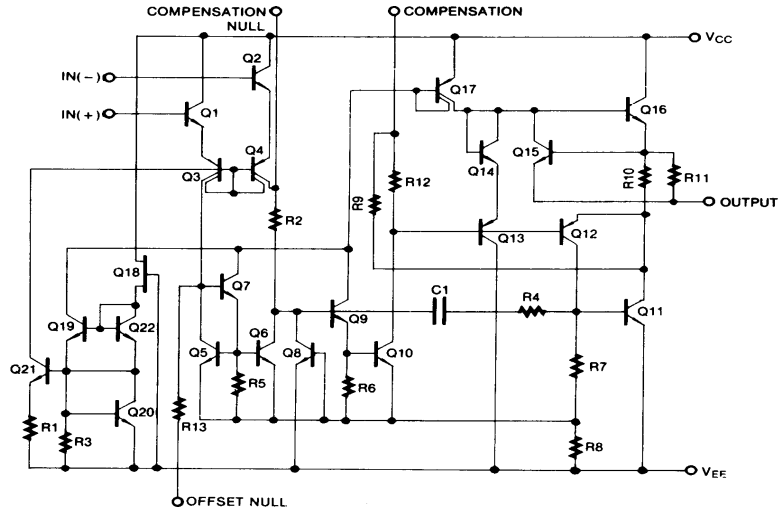 COMPENSATION
NULL
COMPENSATION
VCC
Q2
IN(−)
Q17
IN(+)
Q1
Q16
Q4
Q15
Q3
Q14
R12
R10
R11
R9
OUTPUT
R2
Q13
Q12
Q18
Q7
C1
R4
Q19
Q22
Q9
Q11
Q6
Q5
Q8
Q10
Q21
R5
R6
R7
Q20
R1
R3
R13
R8
VEE
OFFSET NULL